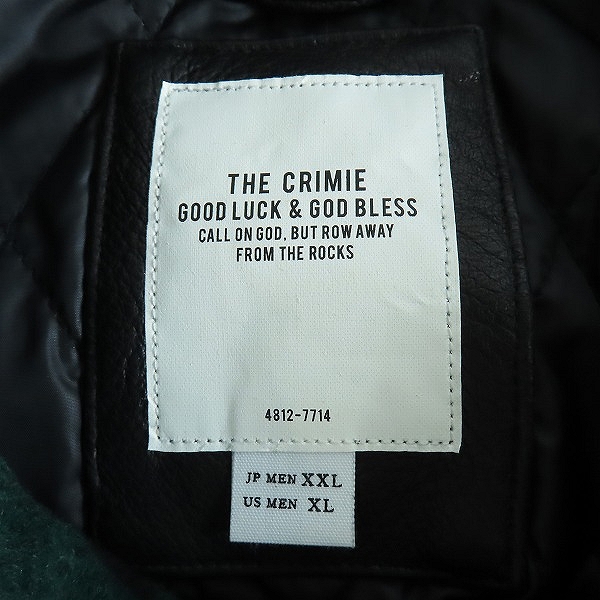 THE CRIMIE
GOOD LUCK & GOD BLESS
CALL ON GOD, BUT ROW AWAY
FROM THE ROCKS
4812-7714
JP MEN XXL
US MEN XL